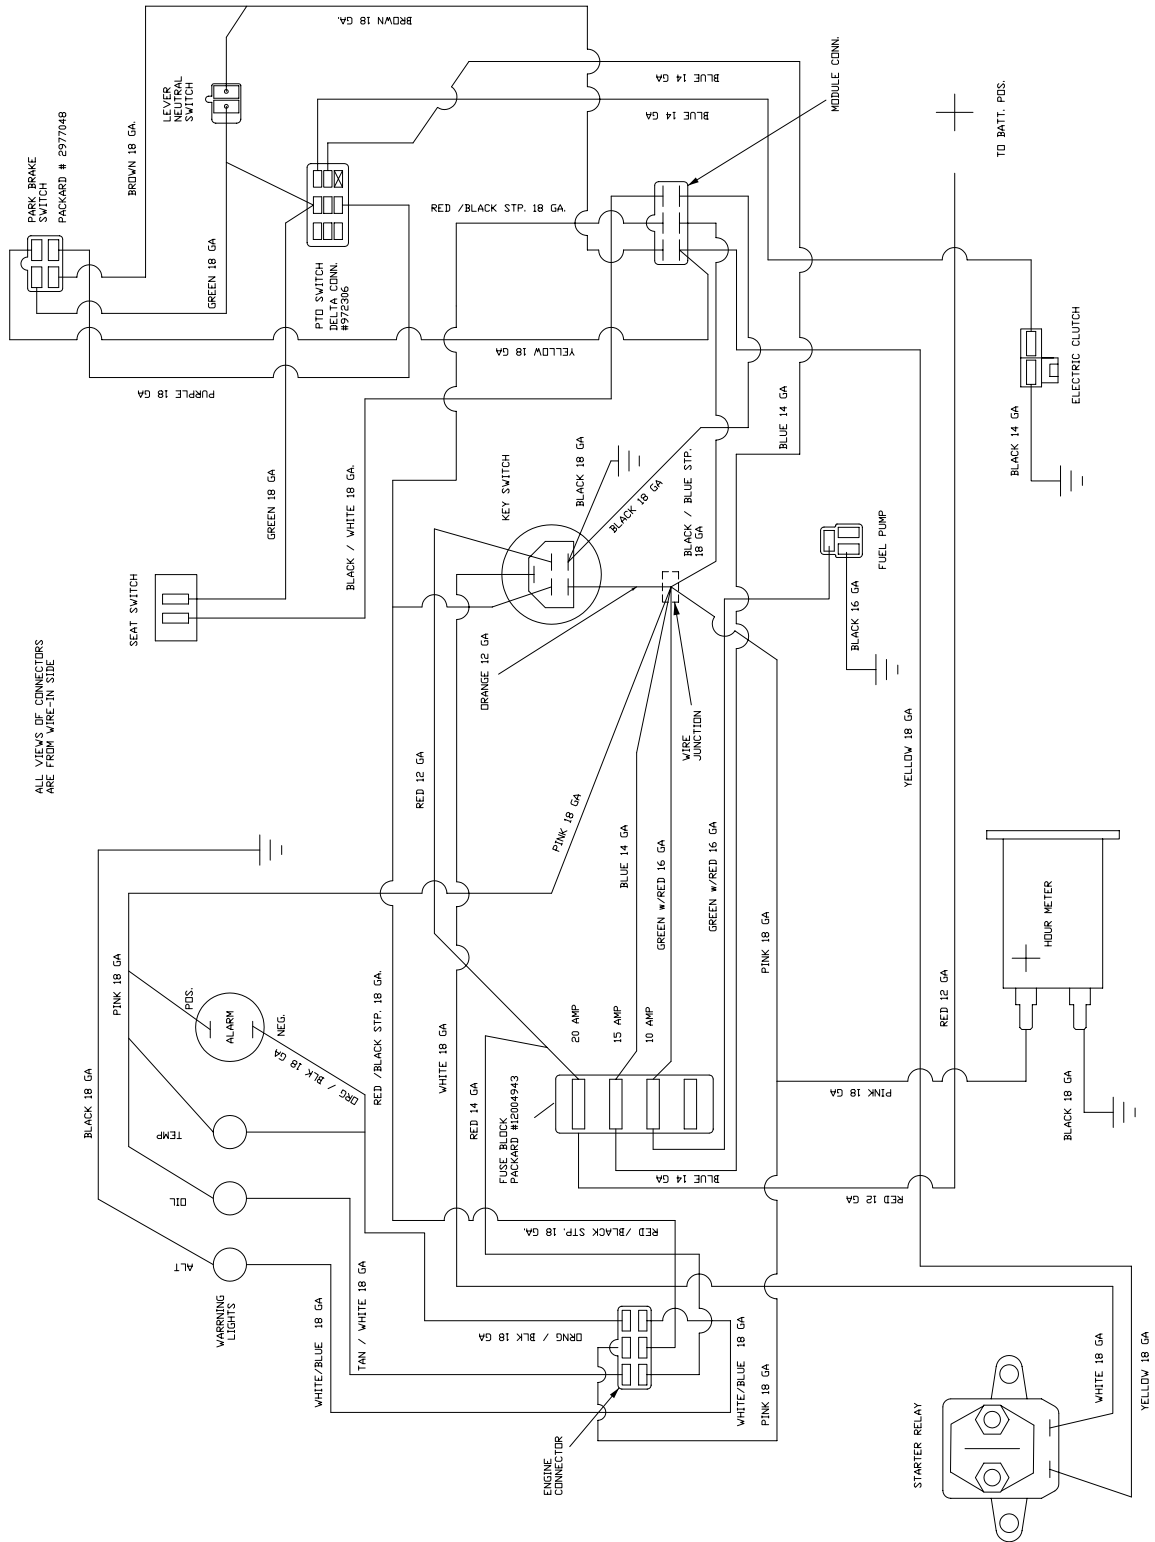 BROWN 18 GA.
BROWN 18 GA.
LEVER
NEUTRAL
SWITCH
BLUE 14 GA
BLUE 14 GA
MODULE CONN.
TO BATT. POS.
PARK BRAKE
SWITCH
PACKARD # 2977048
GREEN 18 GA
RED /BLACK STP. 18 GA.
PTO SWITCH
DELTA CONN.
#972306
YELLOW 18 GA
PURPLE 18 GA
ELECTRIC CLUTCH
BLACK 14 GA
BLUE 14 GA
GREEN 18 GA
BLACK / WHITE 18 GA.
KEY SWITCH
BLACK 18 GA
BLACK 18 GA
BLACK / BLUE STP.
18 GA
FUEL PUMP
BLACK 16 GA
SEAT SWITCH
ORANGE 12 GA
ALL VIEWS OF CONNECTORS
ARE FROM WIRE-IN SIDE
WIRE
JUNCTION
YELLOW 18 GA
RED 12 GA
PINK 18 GA
BLUE 14 GA
GREEN w/RED 16 GA
GREEN w/RED 16 GA
PINK 18 GA
HOUR METER
RED 12 GA
PINK 18 GA
POS.
ALARM
NEG.
ORG / BLK 18 GA
RED /BLACK STP. 18 GA.
WHITE 18 GA
20 AMP
15 AMP
10 AMP
PINK 18 GA
BLACK 18 GA
BLACK 18 GA
TEMP
OIL
ALT
WARRNING
LIGHTS
RED 14 GA
FUSE BLOCK
PACKARD #12004943
BLUE 14 GA
RED 12 GA
RED /BLACK STP. 18 GA.
WHITE/BLUE 18 GA
TAN / WHITE 18 GA
ORNG / BLK 18 GA
WHITE/BLUE 18 GA
PINK 18 GA
ENGINE
CONNECTOR
STARTER RELAY
WHITE 18 GA
YELLOW 18 GA